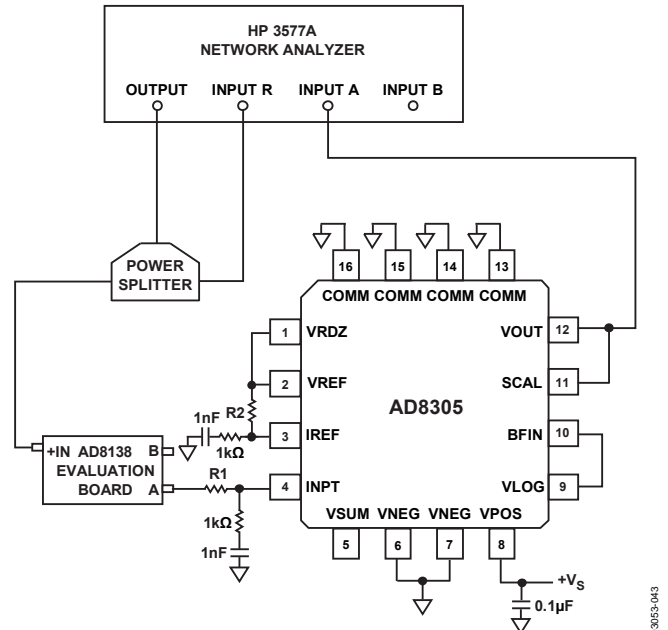 HP 3577A
NETWORK ANALYZER
OUTPUT INPUT R INPUT A INPUT B
POWER
SPLITTER
16 15 14 13
COMM COMM COMM COMM
1 VRDZ
VOUT 12
2 VREF
SCAL 11
AD8305
R2
1nF
1kΩ
3 IREF
BFIN 10
+IN AD8138 B
EVALUATION
BOARD A
R1
4 INPT
VLOG 9
1kΩ
1nF
VSUM VNEG VNEG VPOS
5 6 7 8
+VS
0.1µF
3053-043